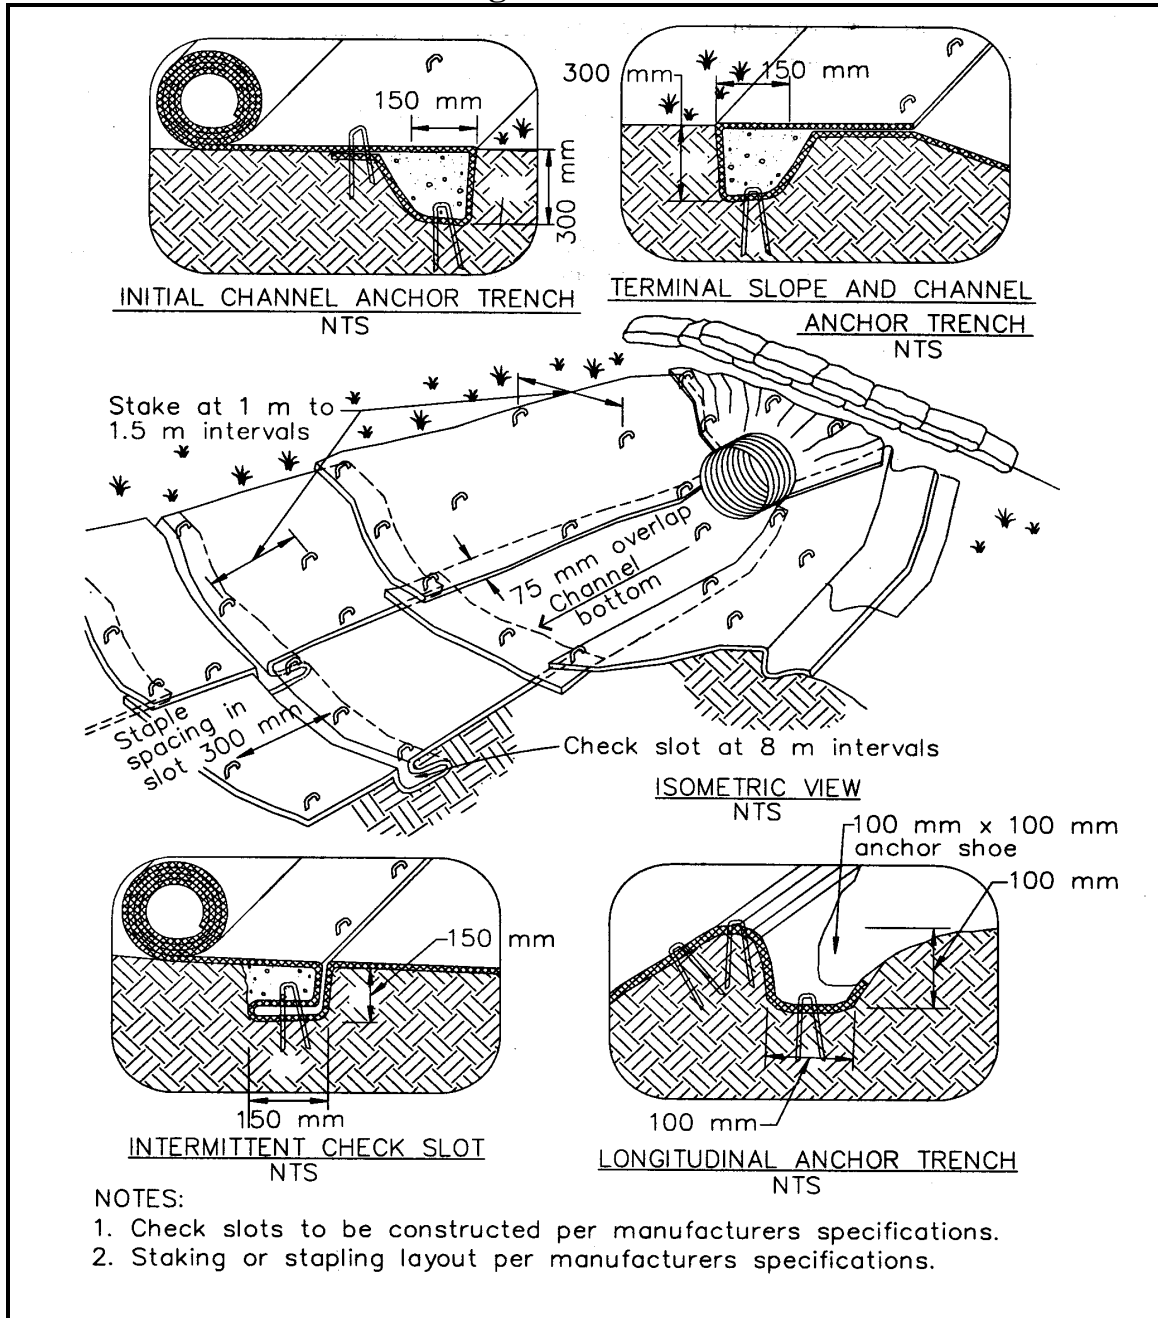 150 mm
300 mm
INITIAL CHANNEL ANCHOR TRENCH
NTS
300 mm
150 mm
TERMINAL SLOPE AND CHANNEL
ANCHOR TRENCH
NTS
Stake at 1 m to
1.5 m intervals
75 mm overlap
Channel
bottom
Staple
spacing in
slot 300 mm
Check slot at 8 m intervals
ISOMETRIC VIEW
NTS
150 mm
150 mm
INTERMITTENT CHECK SLOT
NTS
100 mm x 100 mm
anchor shoe
100 mm
100 mm
LONGITUDINAL ANCHOR TRENCH
NTS
NOTES:
1. Check slots to be constructed per manufacturers specifications.
2. Staking or stapling layout per manufacturers specifications.